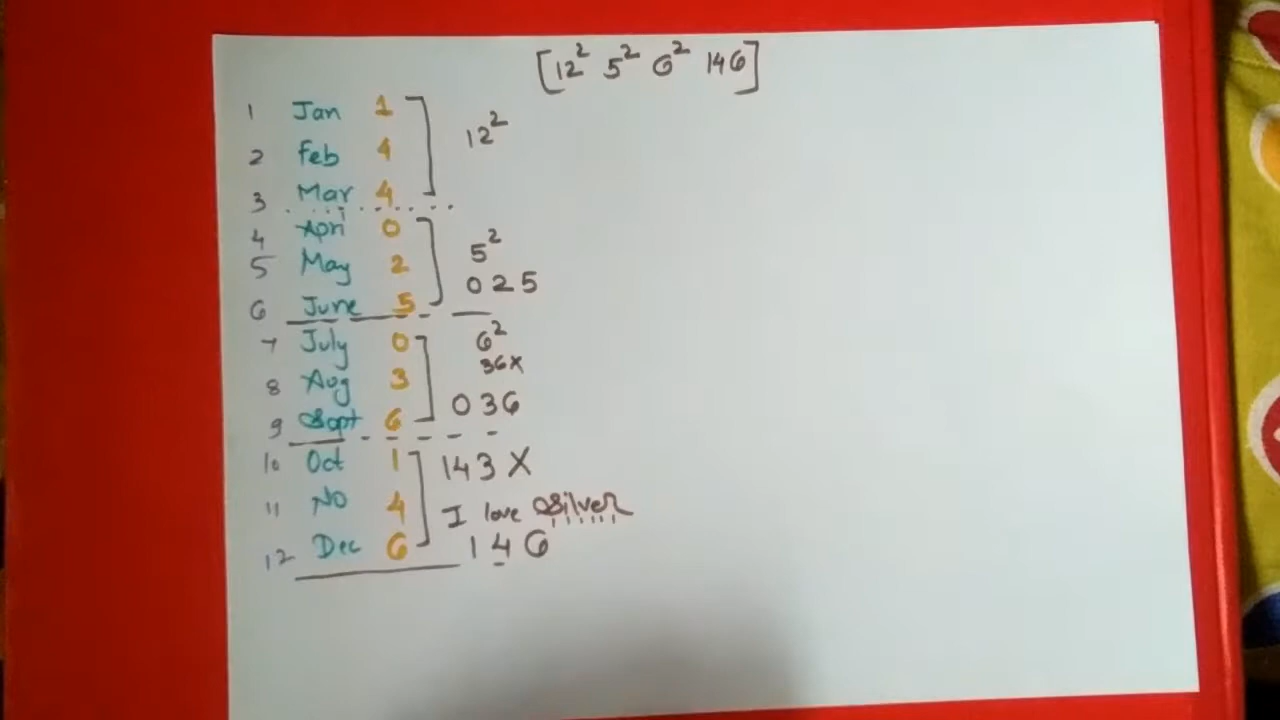 [12² 5² 6² 146]
1 Jan 1
2 Feb 4 12²
3 Mar 4
4 Apri 0
5 May 2 5²
6 June 5 025
7 July 0 6²
36x
8 Aug 3
9 Sept 6 036
10 Oct 1 143 X
11 No 4 I love Silver
12 Dec 6 146